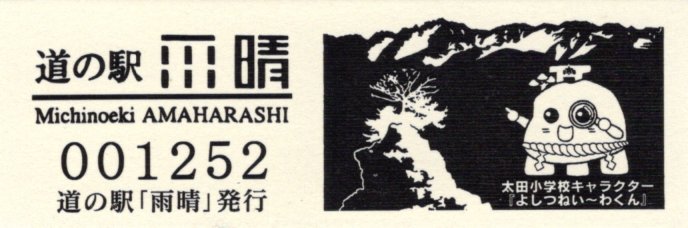 道の駅 雨晴
Michinoeki AMAHARASHI
001252
道の駅「雨晴」発行
太田小学校キャラクター
『よしつねい～わくん』